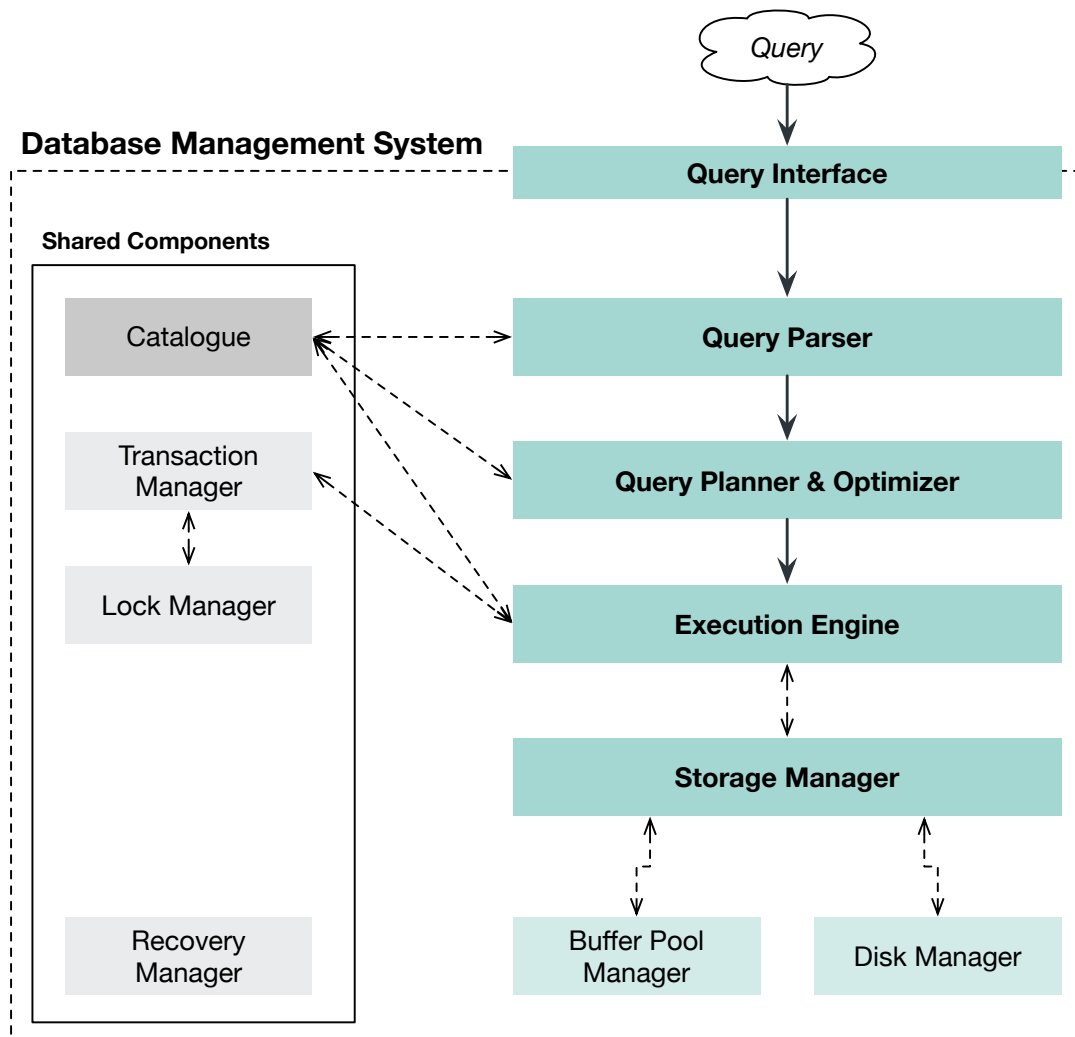 Query
Database Management System
Query Interface
Shared Components
Catalogue
Query Parser
Transaction
Manager
Query Planner & Optimizer
Lock Manager
Execution Engine
Storage Manager
Recovery
Manager
Buffer Pool
Manager
Disk Manager